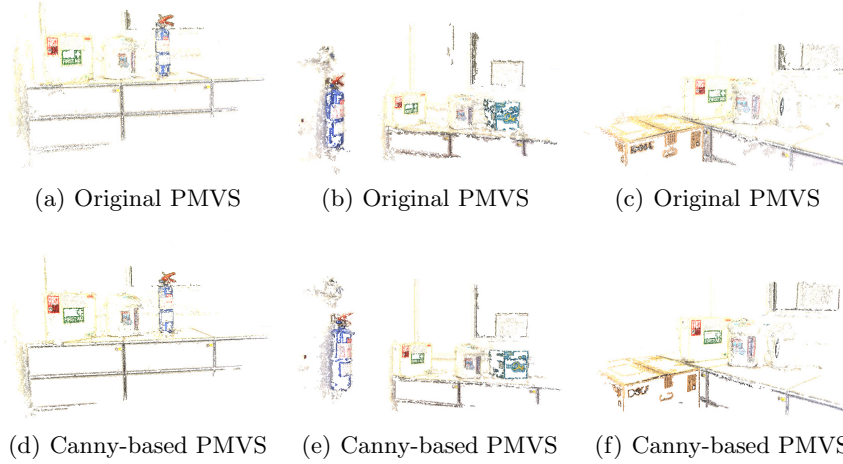 (a) Original PMVS
(b) Original PMVS
(c) Original PMVS
(d) Canny-based PMVS
(e) Canny-based PMVS
(f) Canny-based PMVS